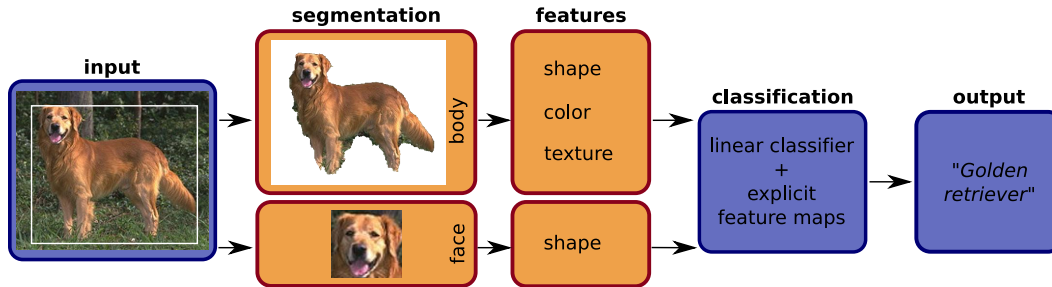 input
segmentation
body
face
features
shape
color
texture
shape
classification
linear classifier
+
explicit
feature maps
output
"Golden
retriever"